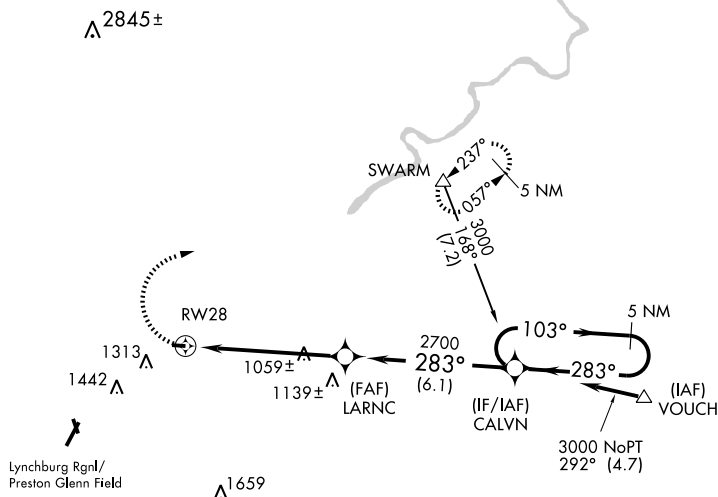 2845±
SWARM
237°
057°
5 NM
3000
168°
(7.2)
RW28
5 NM
103°
2700
283°
(6.1)
283°
1313
1059±
1442
1139±
(FAF)
LARNC
(IF/IAF)
CALVN
(IAF)
VOUCH
3000 NoPT
292° (4.7)
Lynchburg Rgnl/
Preston Glenn Field
1659